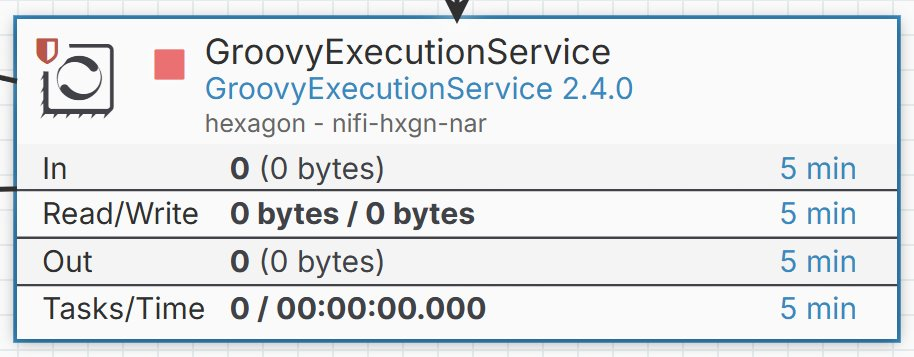 GroovyExecutionService
GroovyExecutionService 2.4.0
hexagon - nifi-hxgn-nar
In 0 (0 bytes) 5 min
Read/Write 0 bytes / 0 bytes 5 min
Out 0 (0 bytes) 5 min
Tasks/Time 0 / 00:00:00.000 5 min